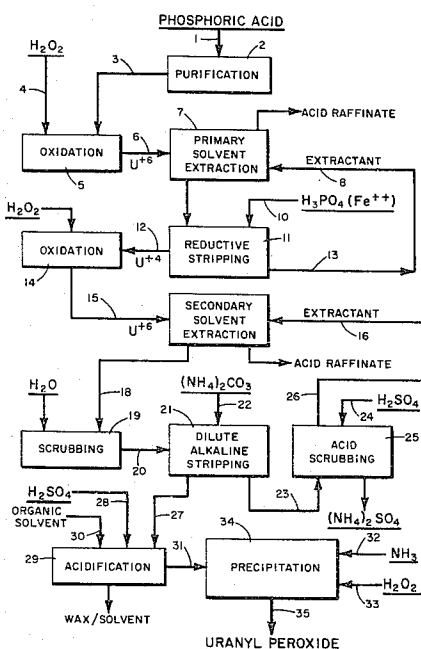 PHOSPHORIC ACID
1
2
H2O2
3
PURIFICATION
4
7
ACID RAFFINATE
6
OXIDATION
U+6
5
PRIMARY
SOLVENT
EXTRACTION
EXTRACTANT
8
H3PO4 (Fe++)
10
H2O2
12
OXIDATION
U+4
14
REDUCTIVE
STRIPPING
11
13
15
U+6
SECONDARY
SOLVENT
EXTRACTION
EXTRACTANT
16
ACID RAFFINATE
18
H2O
(NH4)2CO3
26
H2SO4
24
19
21
22
25
SCRUBBING
20
DILUTE
ALKALINE
STRIPPING
ACID
SCRUBBING
23
(NH4)2SO4
H2SO4
28
27
ORGANIC
SOLVENT
30
34
29
ACIDIFICATION
31
PRECIPITATION
32
NH3
H2O2
33
WAX/SOLVENT
35
URANYL PEROXIDE